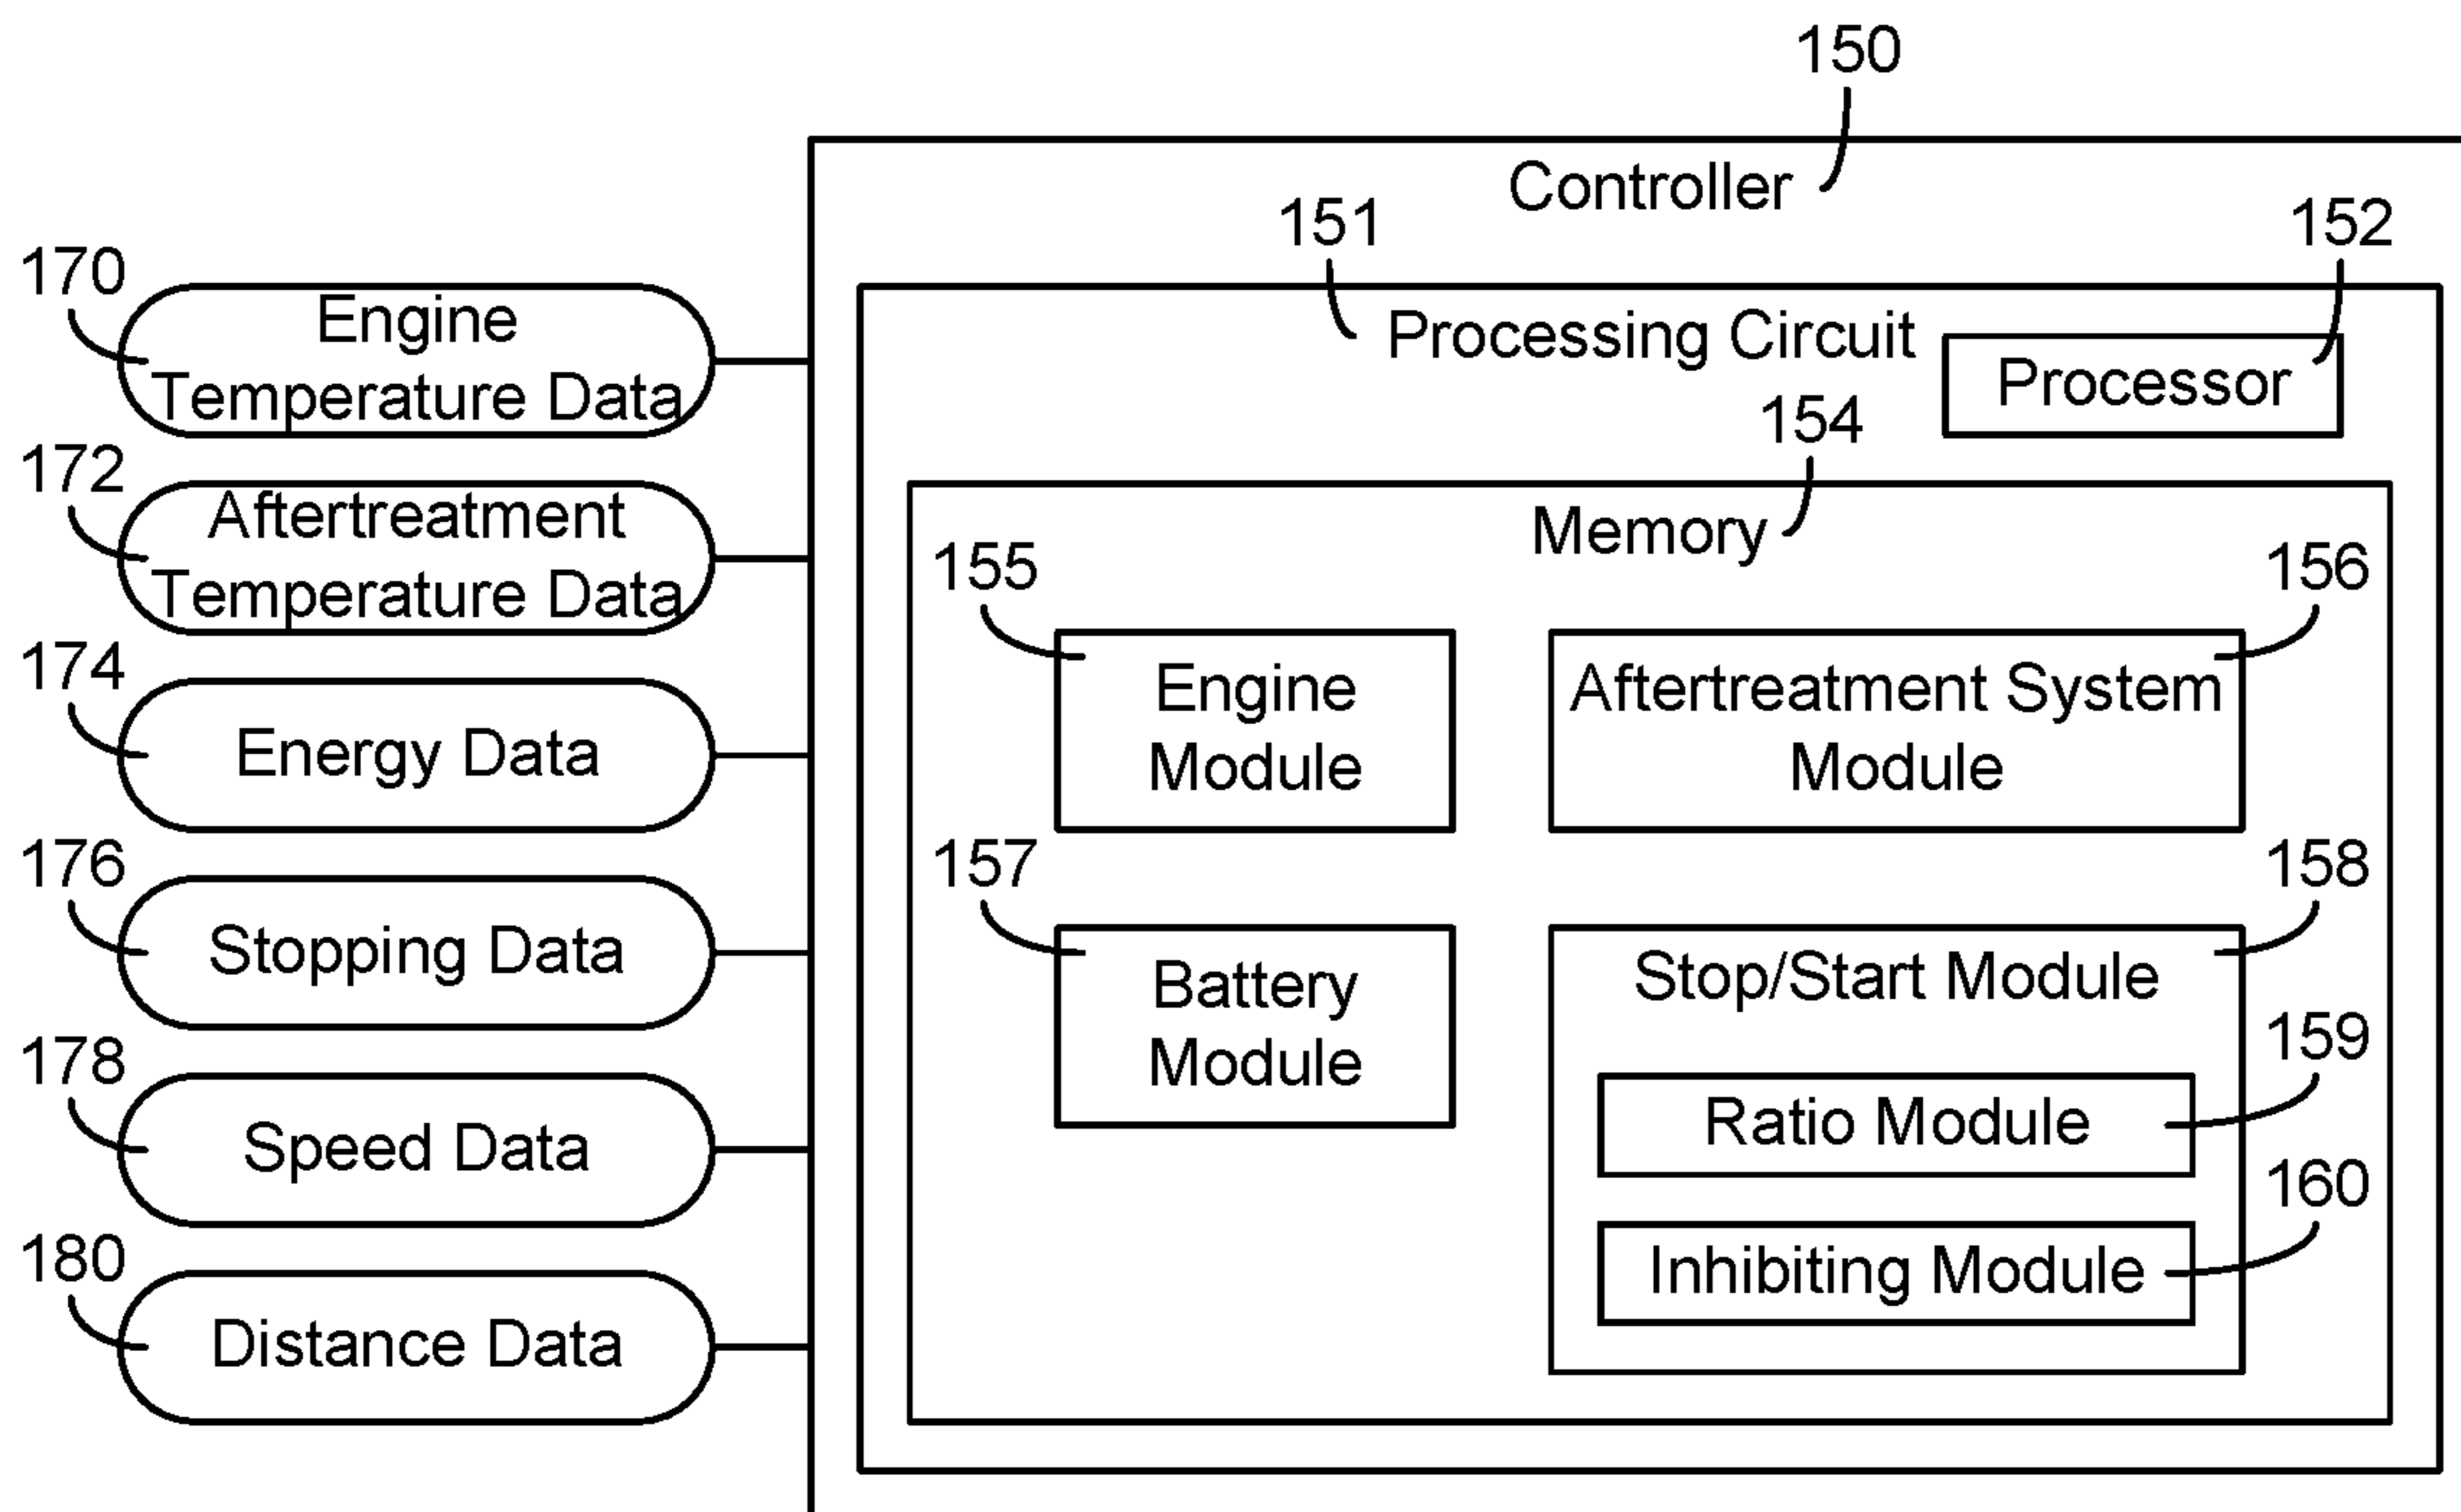 150
Controller
151
152
170
Engine
Temperature Data
Processing Circuit
Processor
154
172
Aftertreatment
Temperature Data
Memory
155
156
174
Energy Data
Engine
Module
Aftertreatment System
Module
176
Stopping Data
157
158
Battery
Module
Stop/Start Module
178
Speed Data
159
Ratio Module
160
Inhibiting Module
180
Distance Data